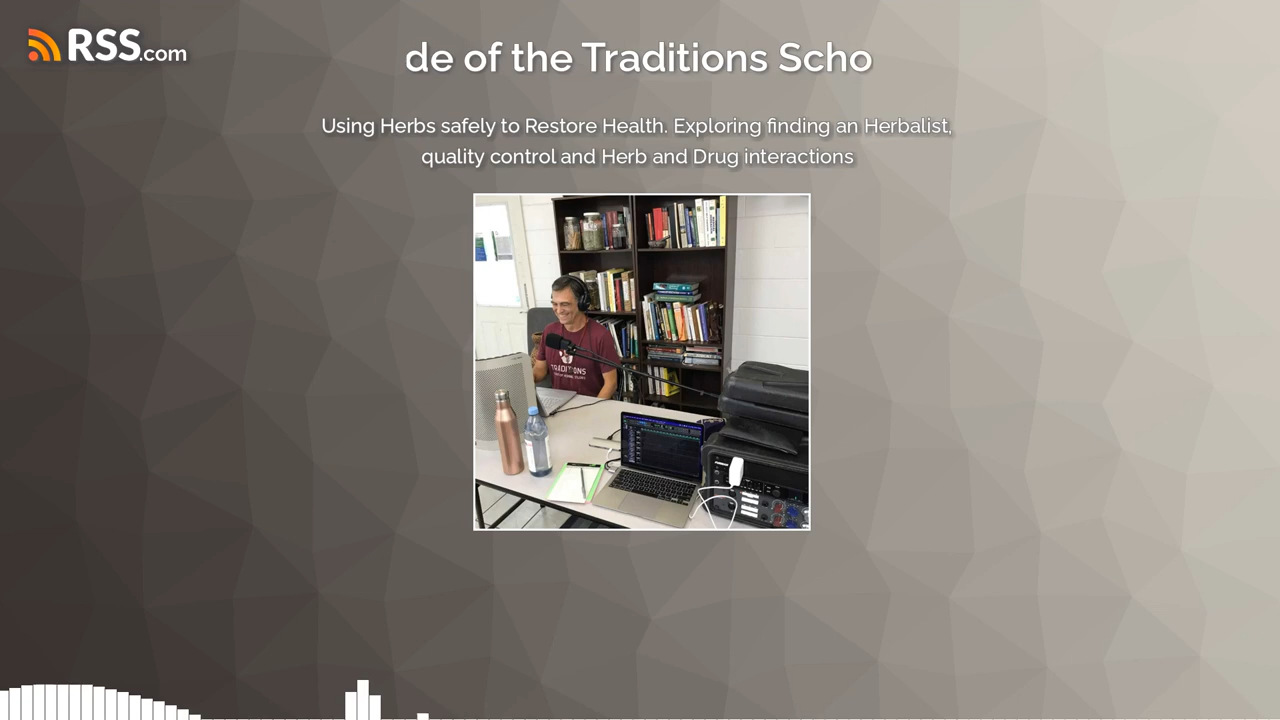 RSS.com
de of the Traditions Scho
Using Herbs safely to Restore Health. Exploring finding an Herbalist,
quality control and Herb and Drug interactions
TRADITIONS